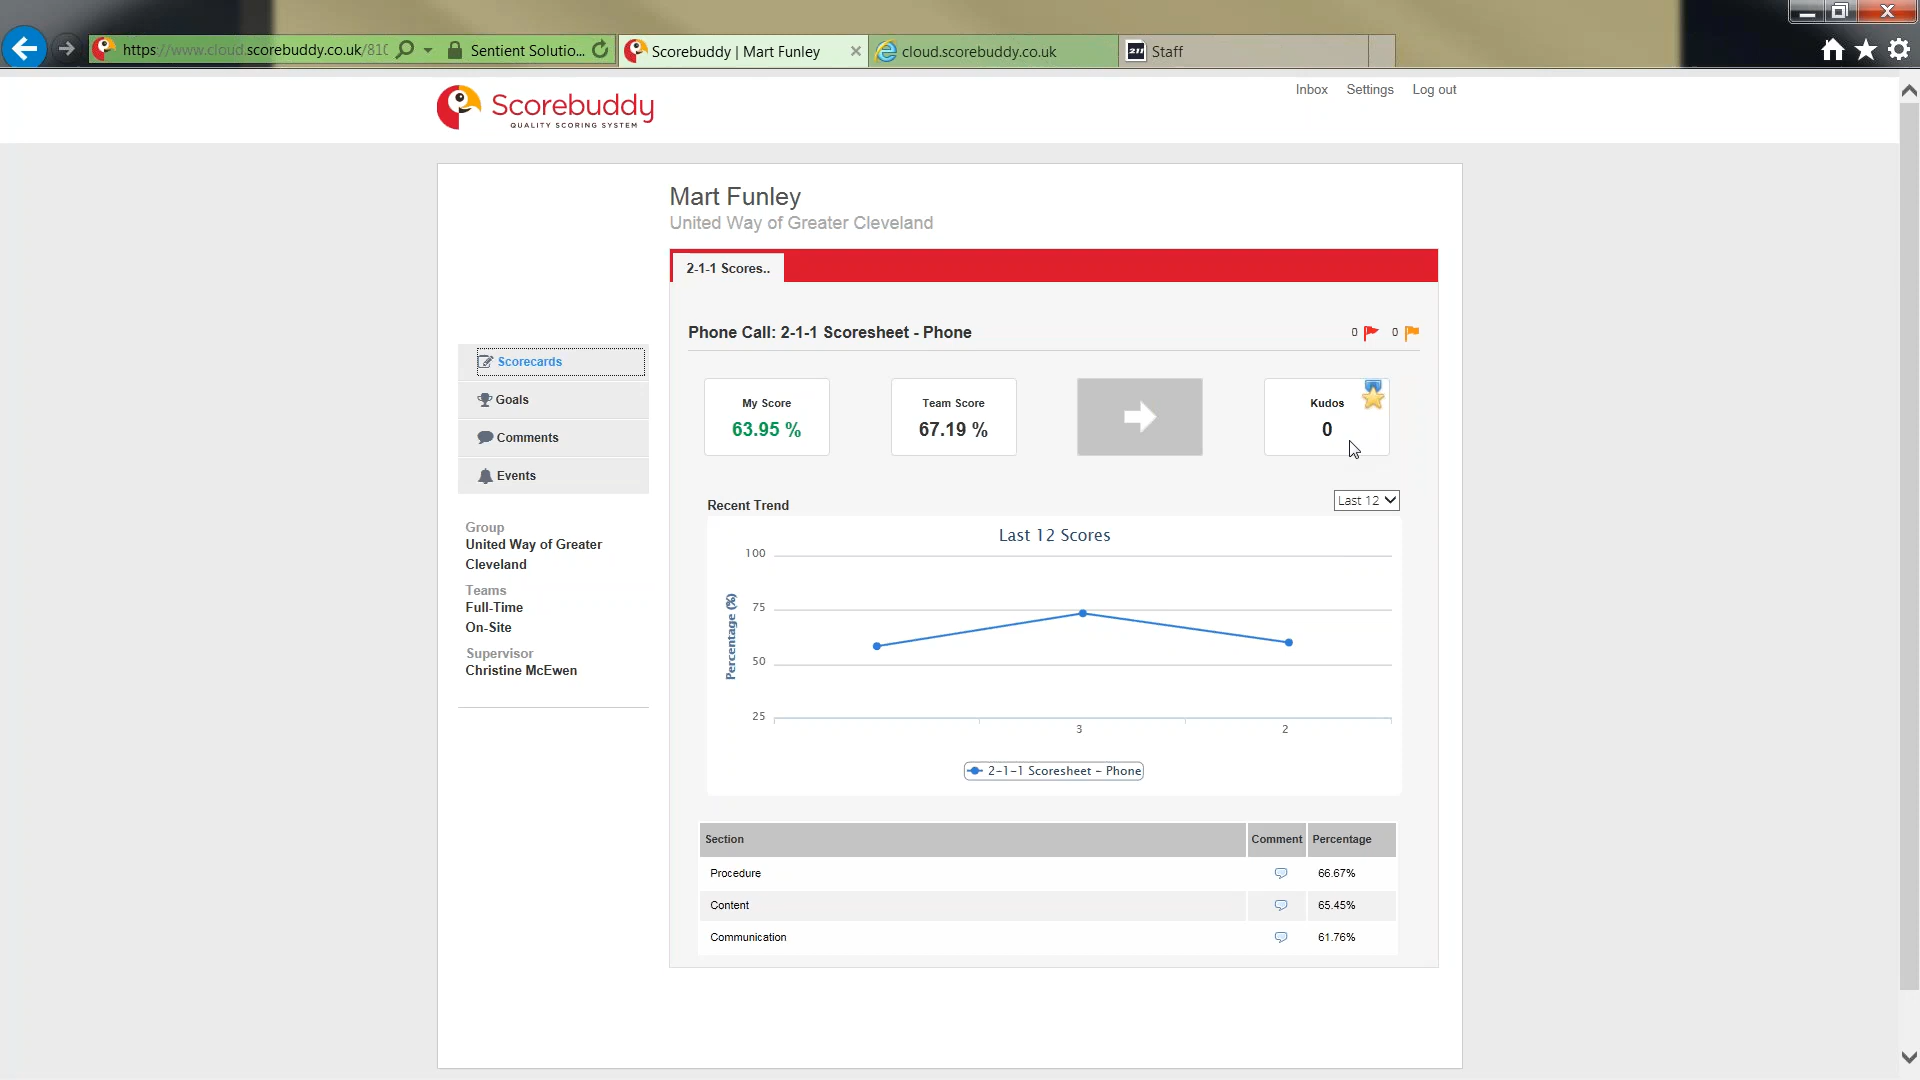 https://www.cloud.scorebuddy.co.uk/810
Sentient Solutio...
Scorebuddy | Mart Funley
cloud.scorebuddy.co.uk
211
Staff
Scorebuddy
QUALITY SCORING SYSTEM
Inbox
Settings
Log out
Mart Funley
United Way of Greater Cleveland
2-1-1 Scores..
Phone Call: 2-1-1 Scoresheet - Phone
0
0
Scorecards
Goals
Comments
Events
Group
United Way of Greater
Cleveland
Teams
Full-Time
On-Site
Supervisor
Christine McEwen
My Score
63.95 %
Team Score
67.19 %
Kudos
0
Recent Trend
Last 12
Last 12 Scores
Percentage (%)
100
75
50
25
3
2
2-1-1 Scoresheet - Phone
Section Comment Percentage
Procedure 66.67%
Content 65.45%
Communication 61.76%